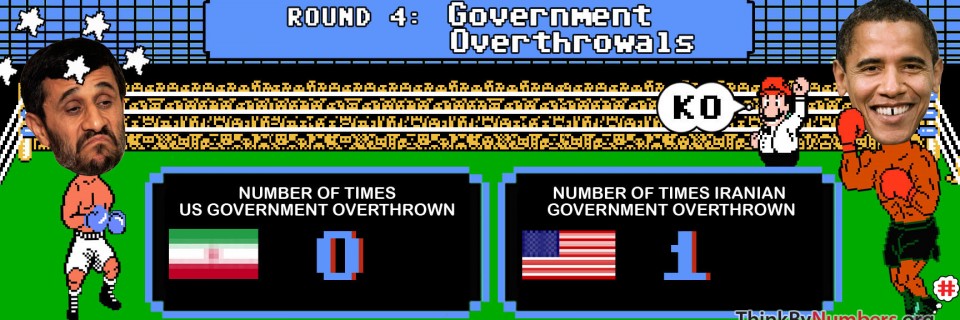 ROUND 4: Government
Overthrowals
KO
NUMBER OF TIMES
US GOVERNMENT OVERTHROWN
0
NUMBER OF TIMES IRANIAN
GOVERNMENT OVERTHROWN
1
#
ThinkByNumbers.org